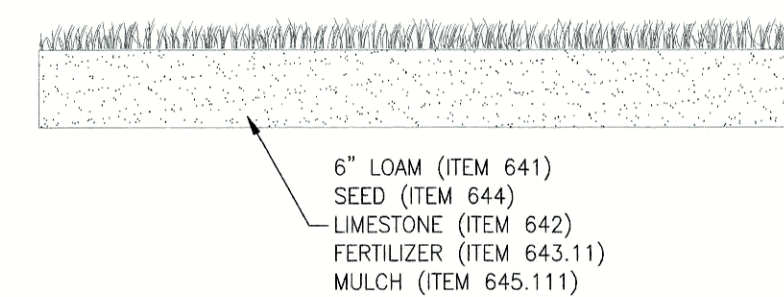 6" LOAM (ITEM 641)
SEED (ITEM 644)
LIMESTONE (ITEM 642)
FERTILIZER (ITEM 643.11)
MULCH (ITEM 645.111)